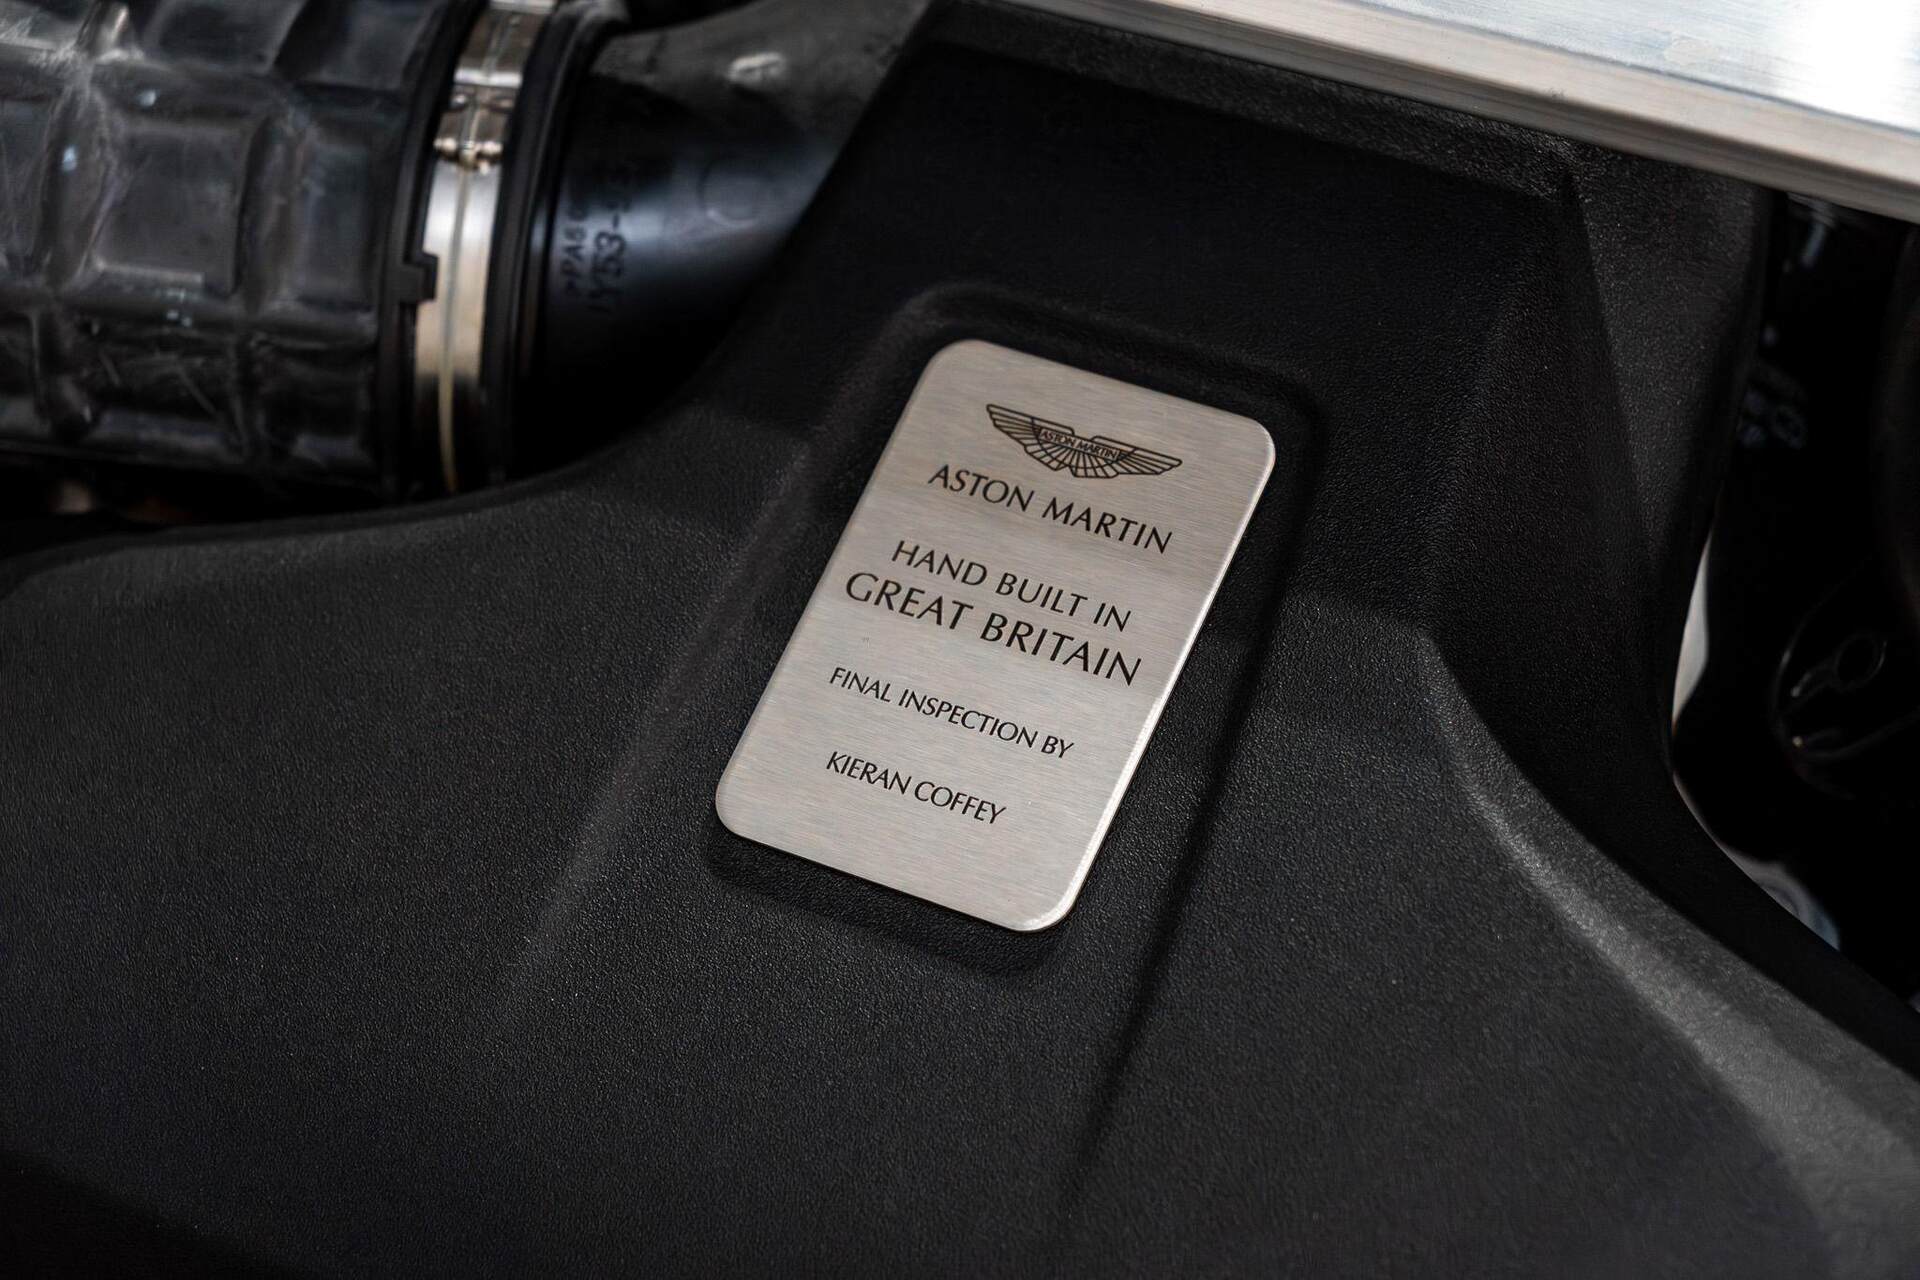 ASTON MARTIN
ASTON MARTIN
HAND BUILT IN
GREAT BRITAIN
FINAL INSPECTION BY
KIERAN COFFEY